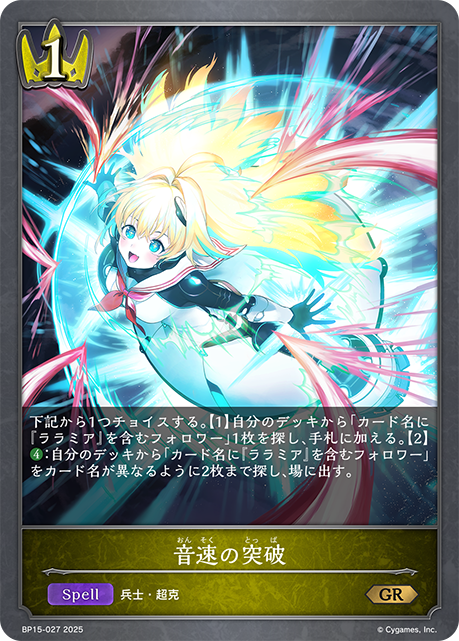 1
下記から1つチョイスする。【1】自分のデッキから「カード名に
『ララミア』を含むフォロワー」1枚を探し、手札に加える。【2】
4：自分のデッキから「カード名に『ララミア』を含むフォロワー」
をカード名が異なるように2枚まで探し、場に出す。
おんそく とっぱ
音速の突破
Spell 兵士・超克 GR
BP15-027 2025 © Cygames, Inc.